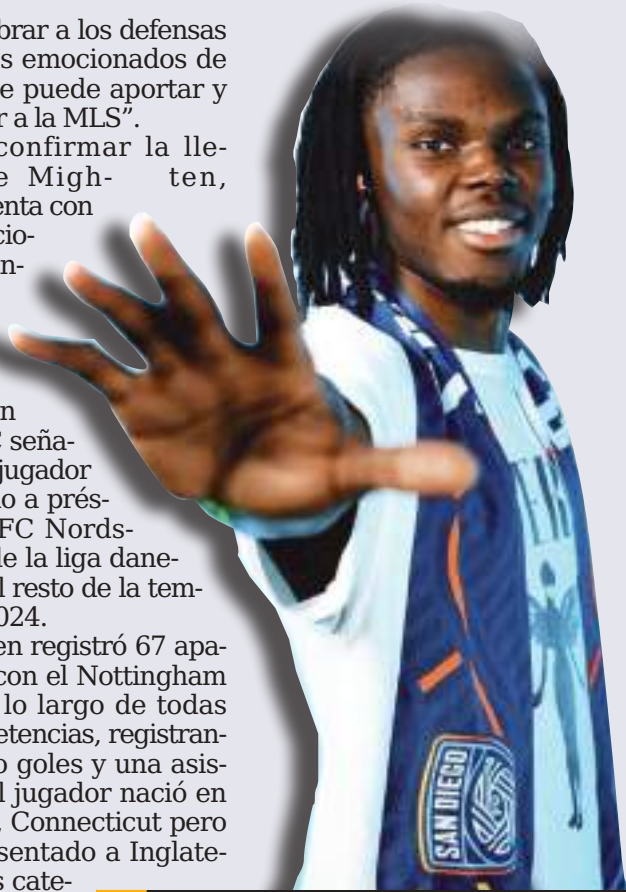 brar a los defensas
s emocionados de
e puede aportar y
r a la MLS”.
confirmar la lle-
e Migh- ten,
enta con
cio-
n-
n
C seña-
jugador
o a prés-
FC Nords-
de la liga dane-
l resto de la tem-
024.
en registró 67 apa-
con el Nottingham
lo largo de todas
etencias, registran-
o goles y una asis-
l jugador nació en
, Connecticut pero
sentado a Inglate-
s cate-
SAN DIEGO